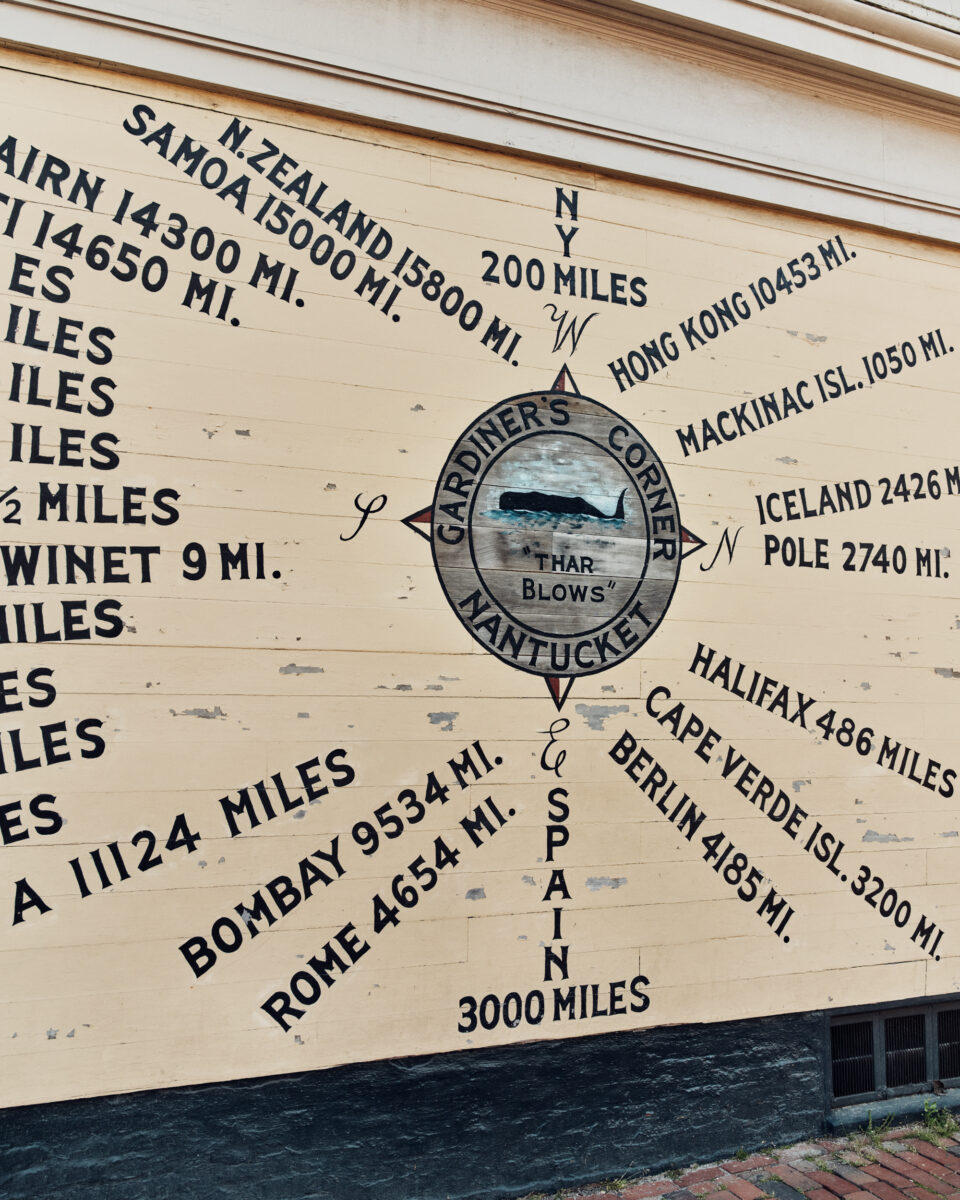 N.ZEALAND 15800 MI.
SAMOA 15000 MI.
AIRN 14300 MI.
TI 14650 MI.
ES
ILES
ILES
ILES
½ MILES
WINET 9 MI.
MILES
ES
ILES
ES
A 11124 MILES
BOMBAY 9534 MI.
ROME 4654 MI.
NY
200 MILES
W
S
GARDINER'S CORNER
"THAR
BLOWS"
NANTUCKET
N
E
SPAIN
3000 MILES
HONG KONG 10453 MI.
MACKINAC ISL. 1050 MI.
ICELAND 2426 M
POLE 2740 MI.
HALIFAX 486 MILES
CAPE VERDE ISL. 3200 MI.
BERLIN 4185 MI.